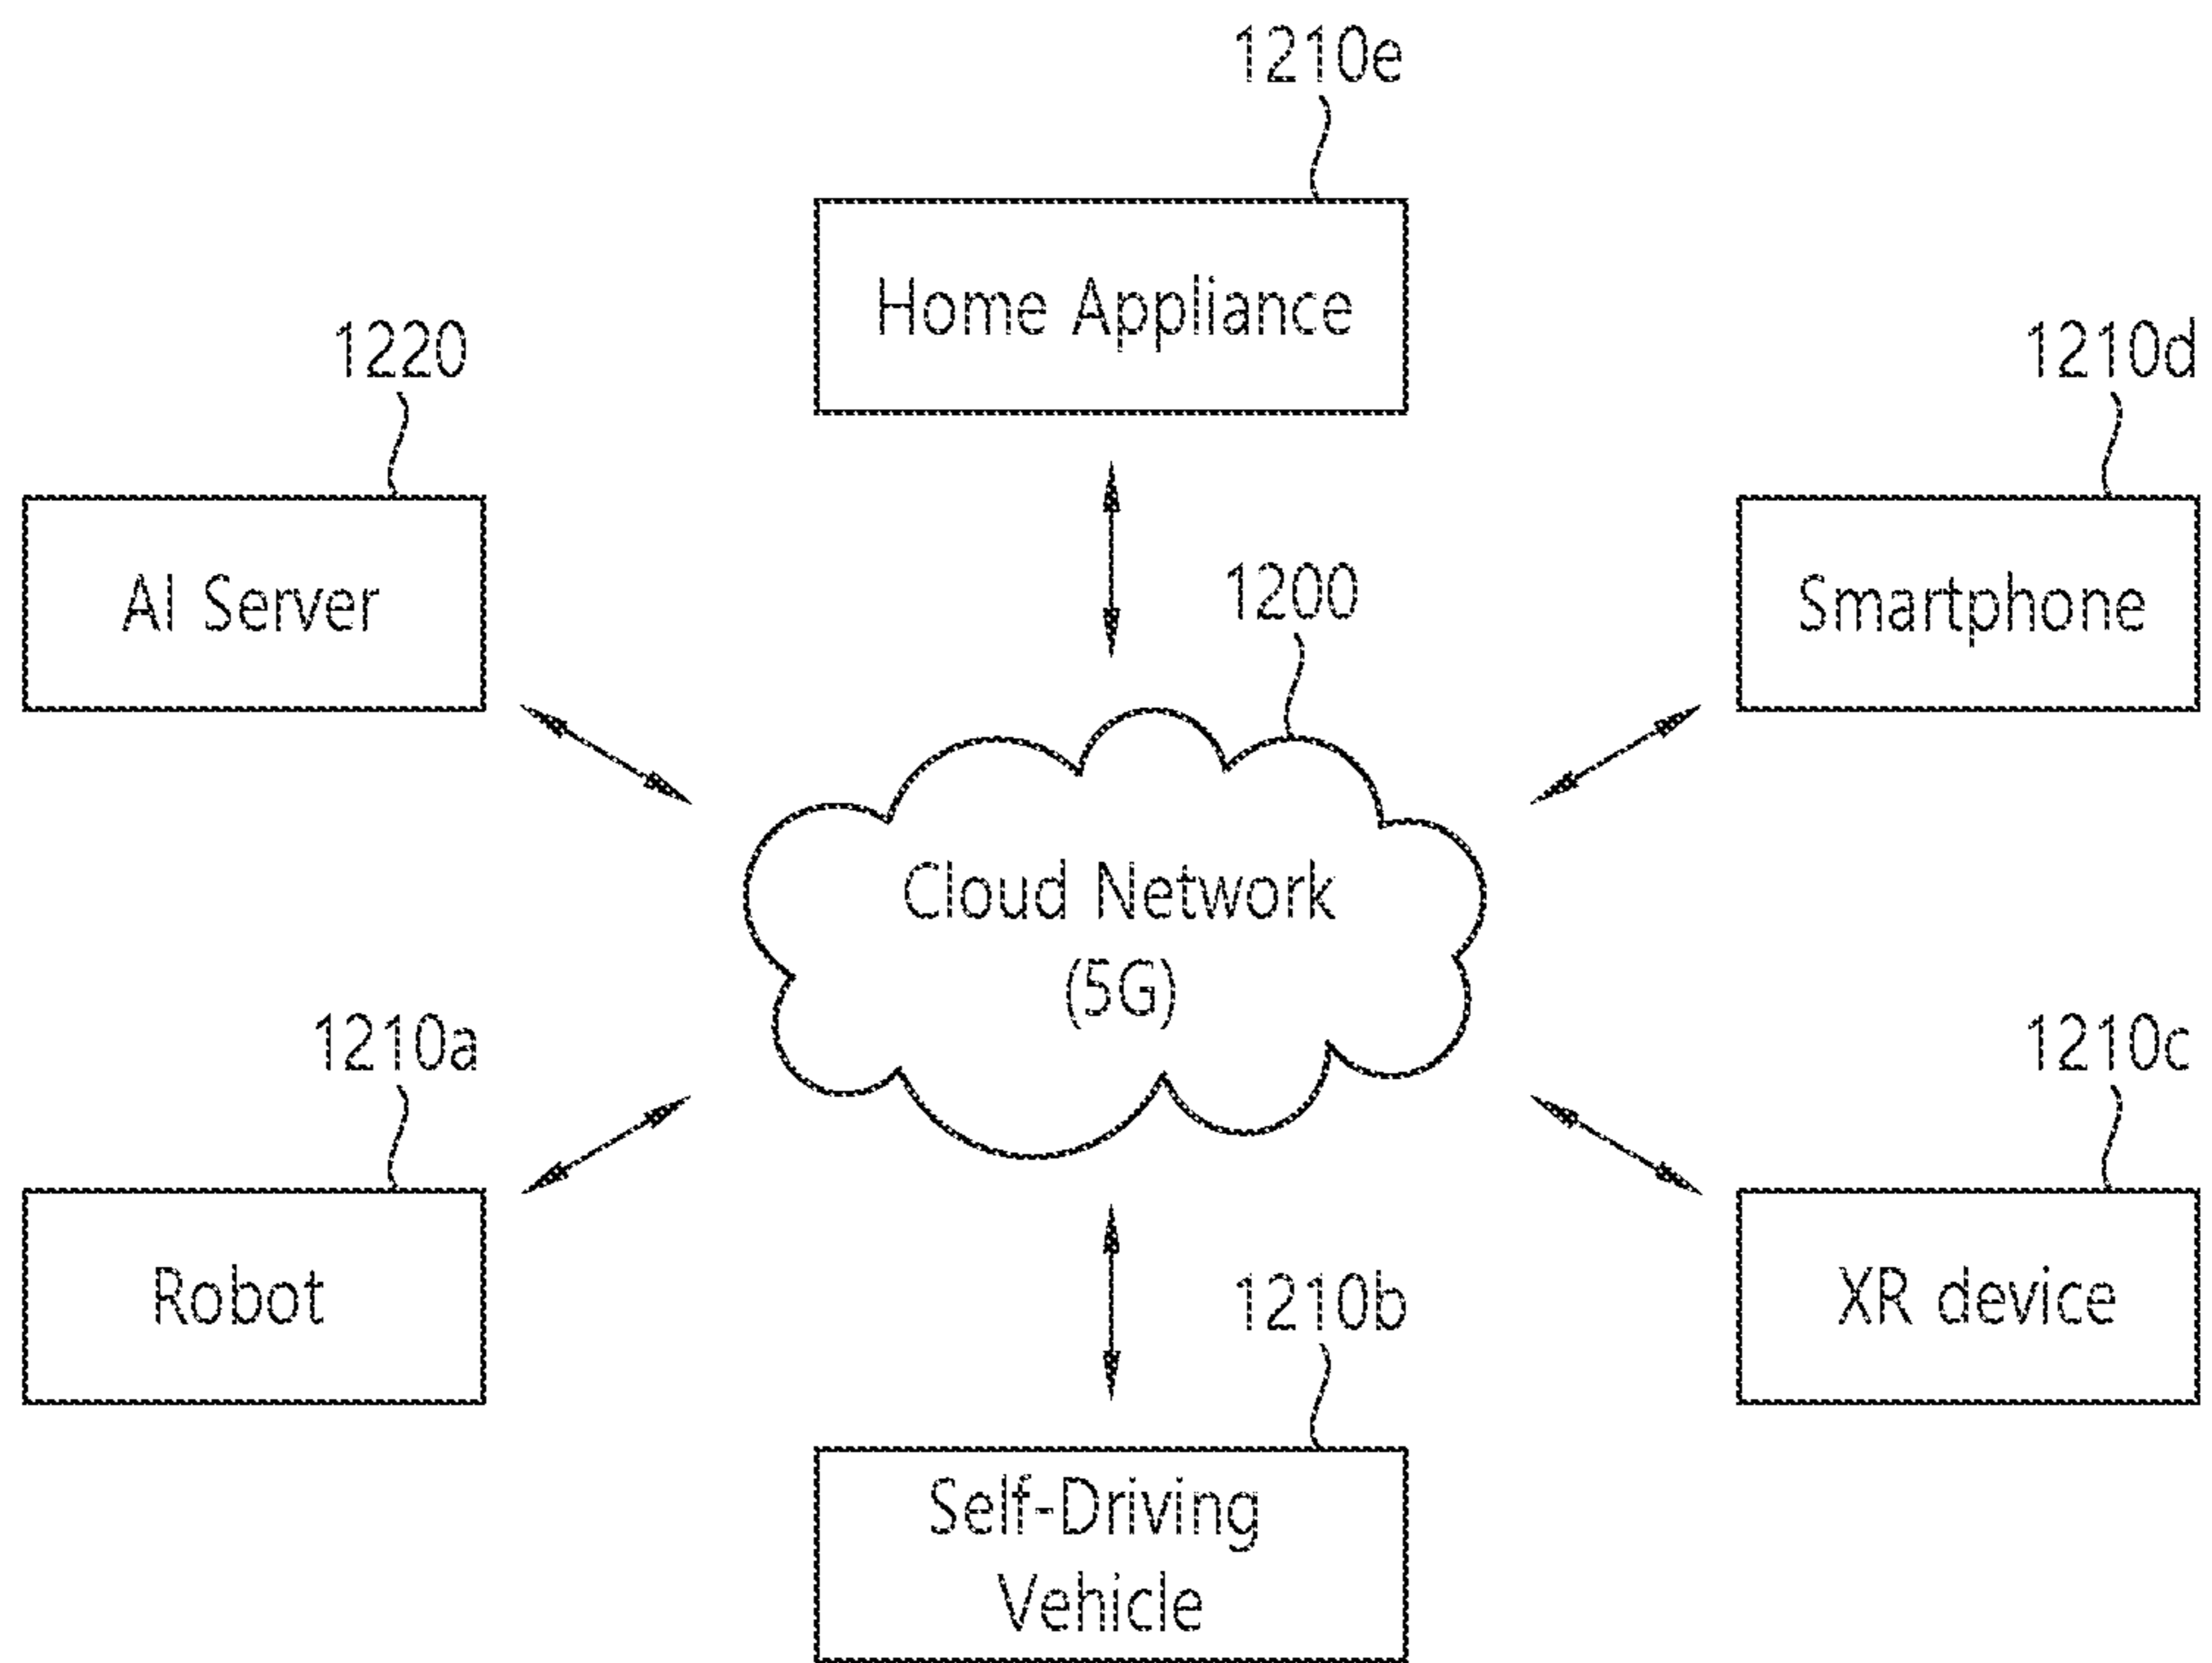 1210e
Home Appliance
1220
1210d
AI Server
1200
Smartphone
Cloud Network
(5G)
1210a
1210c
Robot
1210b
XR device
Self-Driving
Vehicle